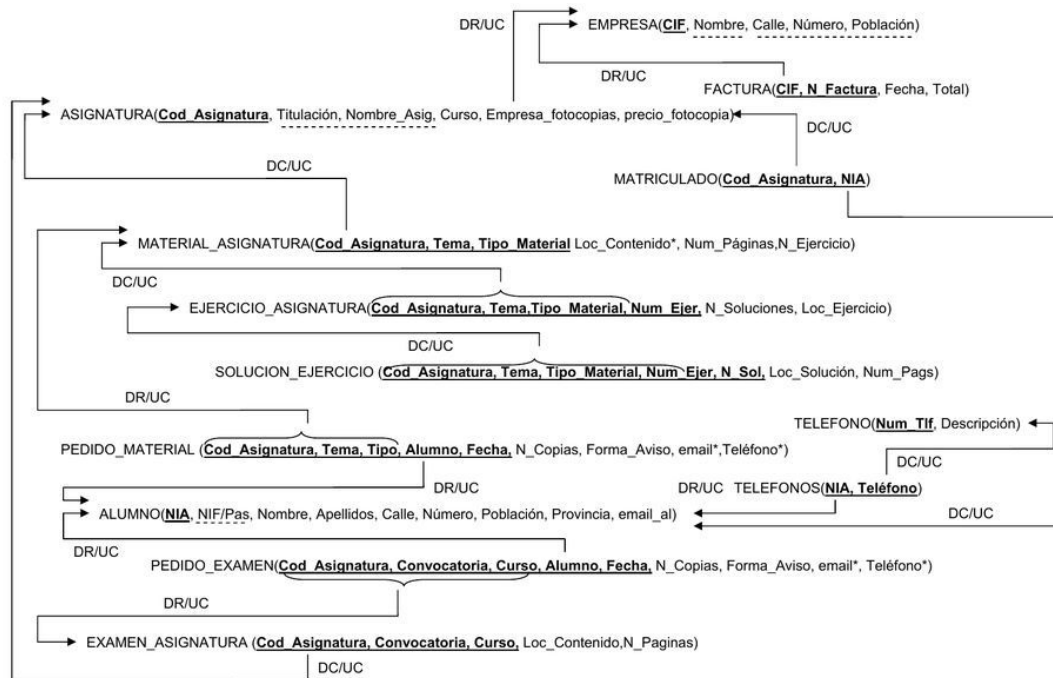 DR/UC
EMPRESA(CIF, Nombre, Calle, Número, Población)
DR/UC
FACTURA(CIF, N_Factura, Fecha, Total)
ASIGNATURA(Cod_Asignatura, Titulación, Nombre_Asig, Curso, Empresa_fotocopias, precio_fotocopia)
DC/UC
DC/UC
MATRICULADO(Cod_Asignatura, NIA)
MATERIAL_ASIGNATURA(Cod_Asignatura, Tema, Tipo_Material Loc_Contenido*, Num_Páginas,N_Ejercicio)
DC/UC
EJERCICIO_ASIGNATURA(Cod_Asignatura, Tema,Tipo_Material, Num_Ejer, N_Soluciones, Loc_Ejercicio)
DC/UC
SOLUCION_EJERCICIO (Cod_Asignatura, Tema, Tipo_Material, Num_Ejer, N_Sol, Loc_Solución, Num_Pags)
DR/UC
TELEFONO(Num_Tlf, Descripción)
PEDIDO_MATERIAL (Cod_Asignatura, Tema, Tipo, Alumno, Fecha, N_Copias, Forma_Aviso, email*,Teléfono*)
DC/UC
DR/UC
DR/UC
TELEFONOS(NIA, Teléfono)
ALUMNO(NIA, NIF/Pas, Nombre, Apellidos, Calle, Número, Población, Provincia, email_al)
DC/UC
DR/UC
PEDIDO_EXAMEN(Cod_Asignatura, Convocatoria, Curso, Alumno, Fecha, N_Copias, Forma_Aviso, email*, Teléfono*)
DR/UC
EXAMEN_ASIGNATURA (Cod_Asignatura, Convocatoria, Curso, Loc_Contenido,N_Paginas)
DC/UC